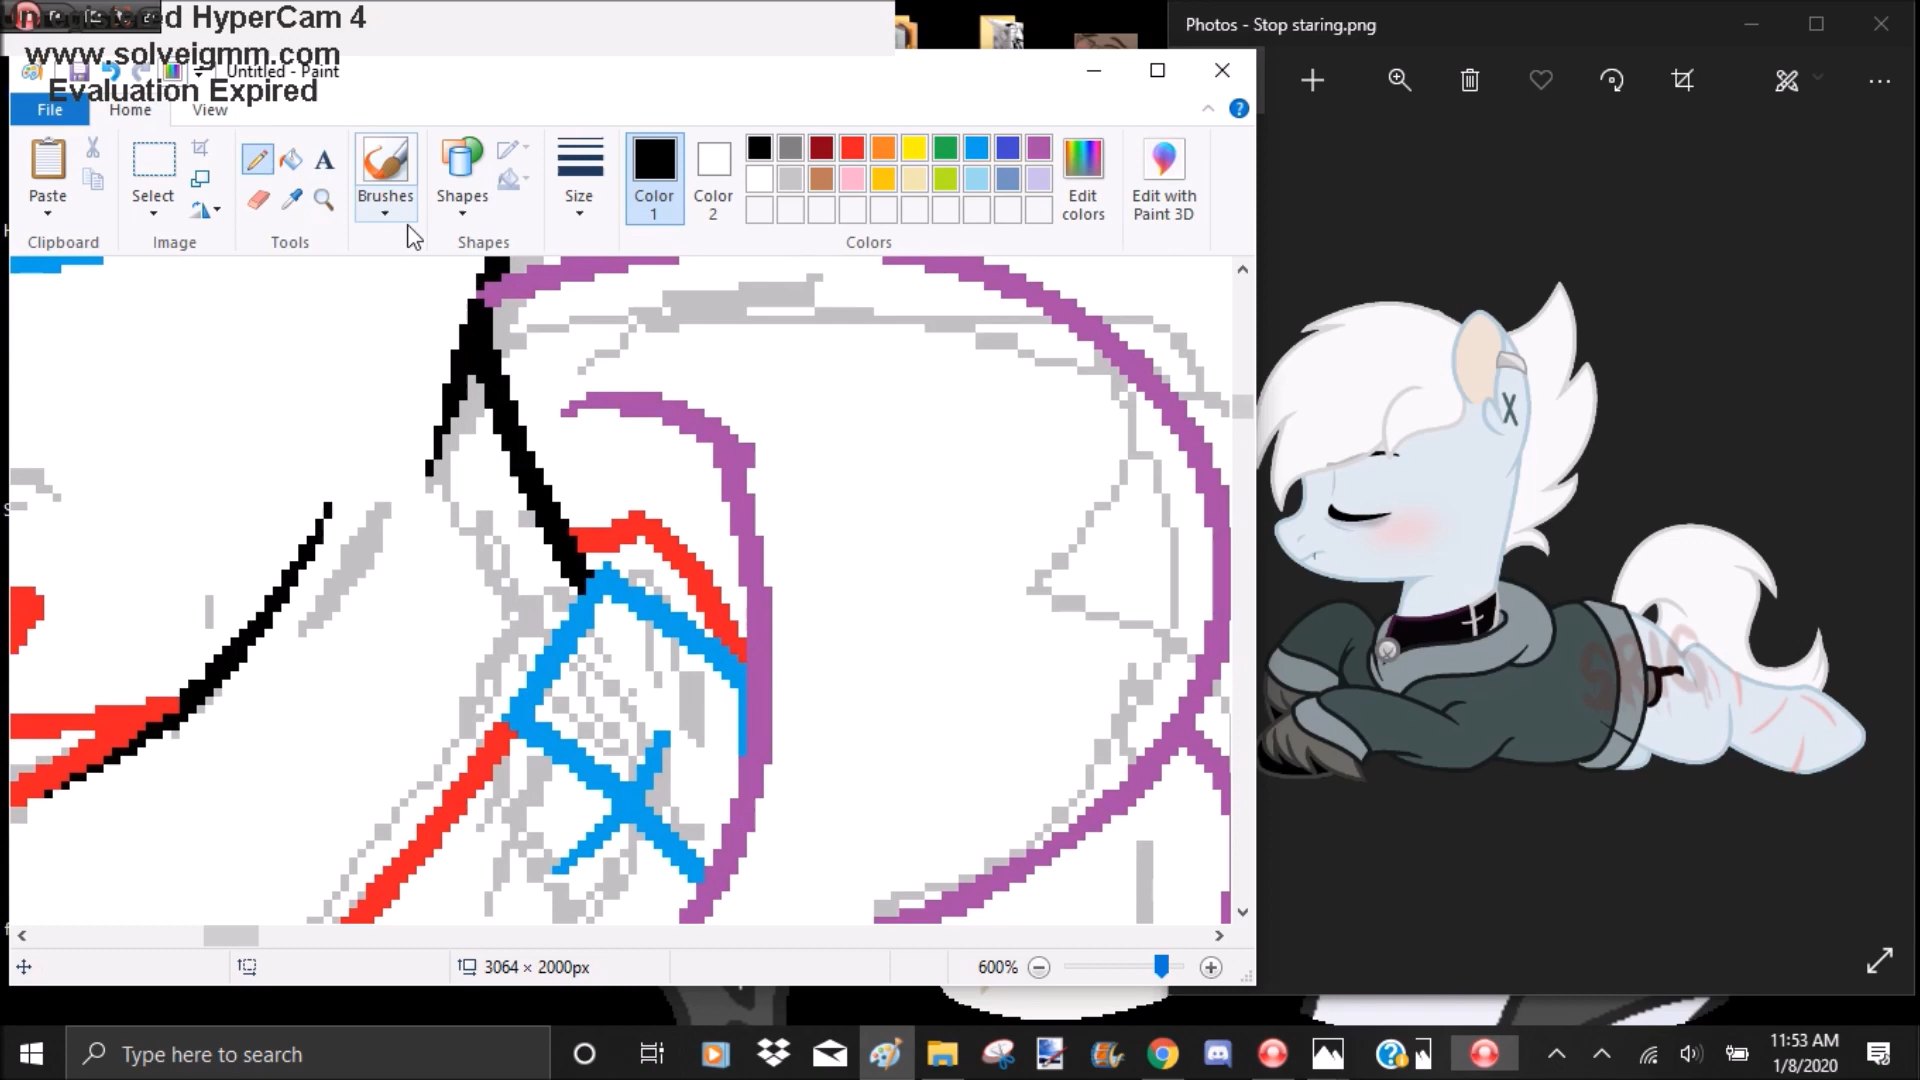 Unregistered HyperCam 4
www.solveigmm.com
Evaluation Expired
Untitled - Paint
Photos - Stop staring.png
File
Home
View
Paste
Select
A
Brushes
Shapes
Size
Color 1
Color 2
Edit colors
Edit with Paint 3D
Clipboard
Image
Tools
Shapes
Colors
3064 × 2000px
600%
Type here to search
11:53 AM
1/8/2020